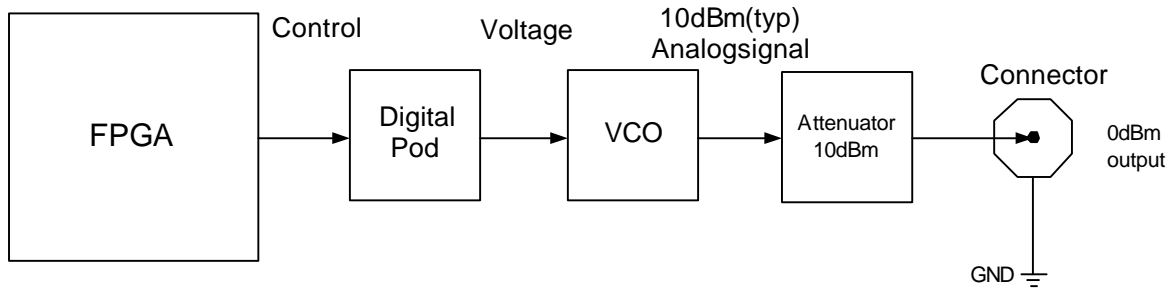 Control
Voltage
10dBm(typ)
Analogsignal
Connector
FPGA
Digital
Pod
VCO
Attenuator
10dBm
0dBm
output
GND